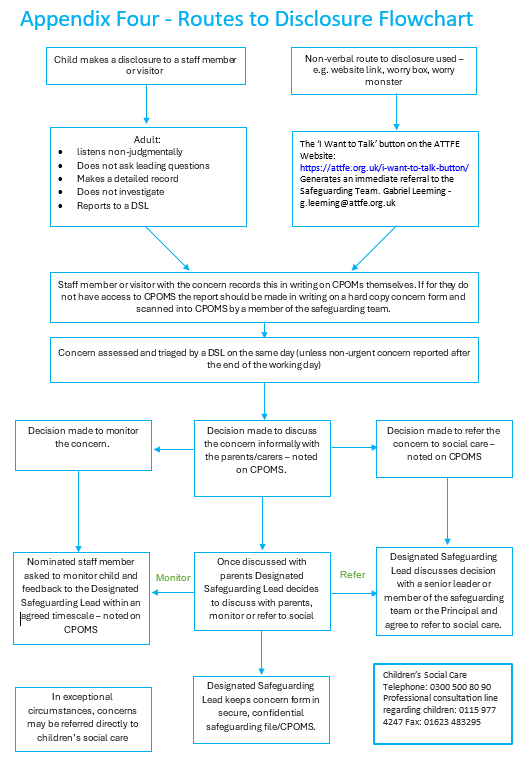 Appendix Four - Routes to Disclosure Flowchart
Child makes a disclosure to a staff member
or visitor
Non-verbal route to disclosure used –
e.g. website link, worry box, worry
monster
Adult:
• listens non-judgmentally
• Does not ask leading questions
• Makes a detailed record
• Does not investigate
• Reports to a DSL
The ‘I Want to Talk’ button on the ATTFE
Website:
https://attfe.org.uk/i-want-to-talk-button/
Generates an immediate referral to the
Safeguarding Team. Gabriel Leeming -
g.leeming@attfe.org.uk
Staff member or visitor with the concern records this in writing on CPOMs themselves. If for they do
not have access to CPOMS the report should be made in writing on a hard copy concern form and
scanned into CPOMS by a member of the safeguarding team.
Concern assessed and triaged by a DSL on the same day (unless non-urgent concern reported after
the end of the working day)
Decision made to monitor
the concern.
Decision made to discuss
the concern informally with
the parents/carers – noted
on CPOMS.
Decision made to refer the
concern to social care –
noted on CPOMS
Nominated staff member
asked to monitor child and
feedback to the Designated
Safeguarding Lead within an
agreed timescale – noted on
CPOMS
Monitor
Once discussed with
parents Designated
Safeguarding Lead decides
to discuss with parents,
monitor or refer to social
Refer
Designated Safeguarding
Lead discusses decision
with a senior leader or
member of the safeguarding
team or the Principal and
agree to refer to social care.
In exceptional
circumstances, concerns
may be referred directly to
children’s social care
Designated Safeguarding
Lead keeps concern form in
secure, confidential
safeguarding file/CPOMS.
Children’s Social Care
Telephone: 0300 500 80 90
Professional consultation line
regarding children: 0115 977
4247 Fax: 01623 483295